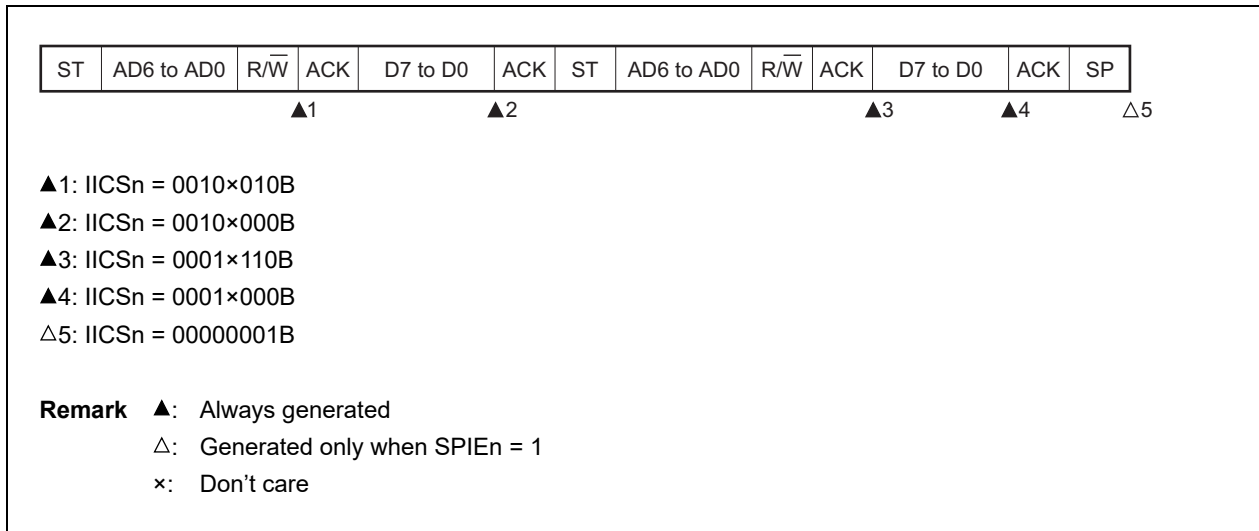 ST AD6 to AD0 R/W̅ ACK D7 to D0 ACK ST AD6 to AD0 R/W̅ ACK D7 to D0 ACK SP
▲1 ▲2 ▲3 ▲4 △5
▲1: IICSn = 0010×010B
▲2: IICSn = 0010×000B
▲3: IICSn = 0001×110B
▲4: IICSn = 0001×000B
△5: IICSn = 00000001B
Remark ▲: Always generated
△: Generated only when SPIEn = 1
×: Don’t care